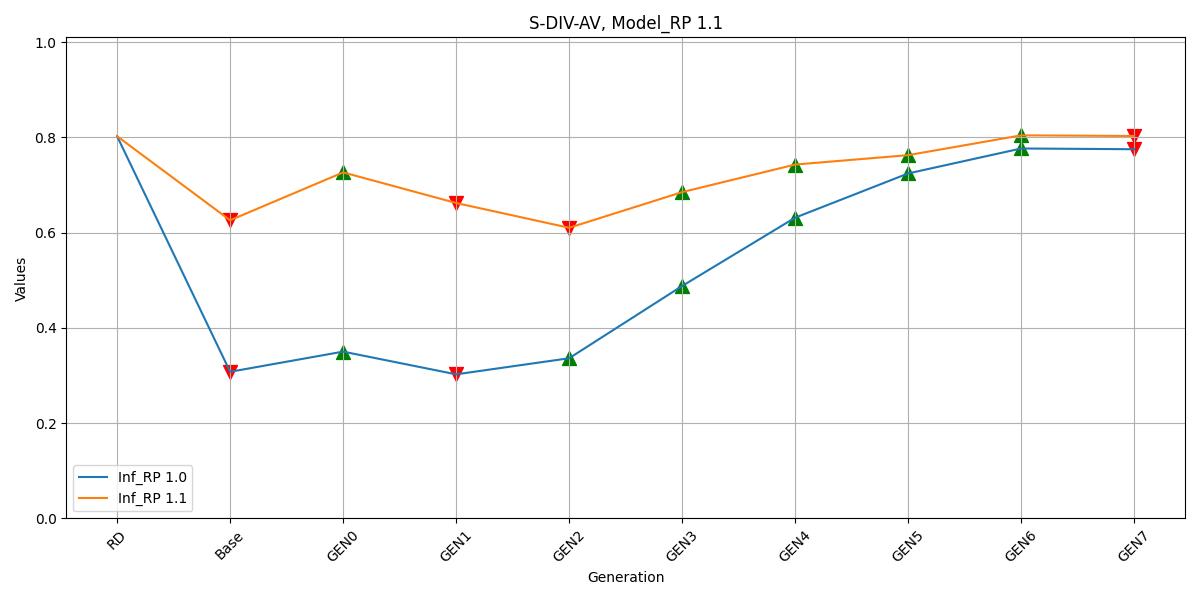 S-DIV-AV, Model_RP 1.1
1.0
0.8
0.6
0.4
0.2
0.0
Values
Inf_RP 1.0
Inf_RP 1.1
RD
Base
GEN0
GEN1
GEN2
GEN3
GEN4
GEN5
GEN6
GEN7
Generation